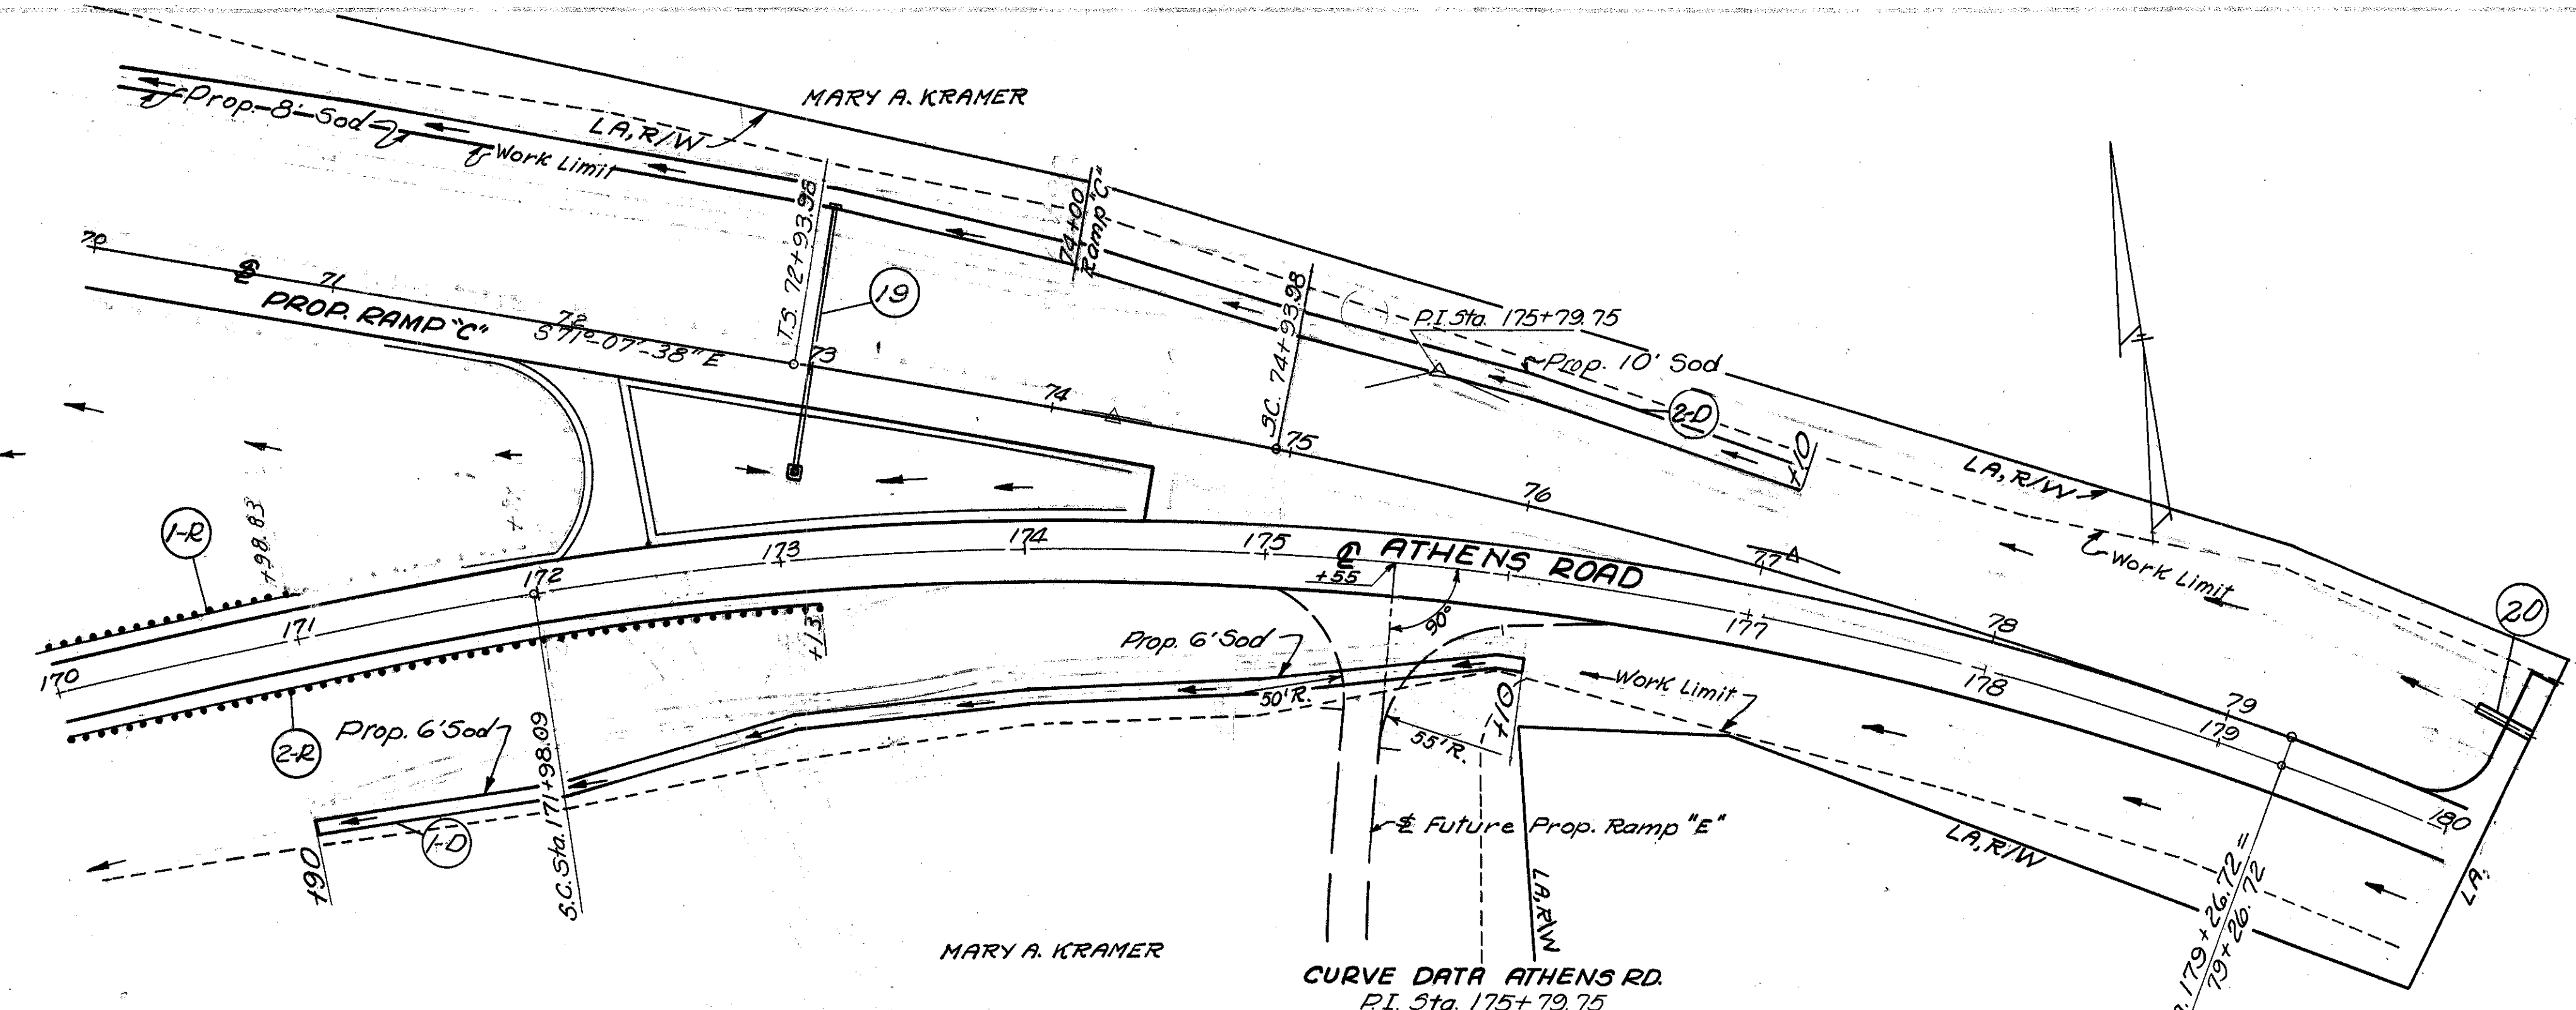 MARY A. KRAMER
Prop. 8' Sod
LA, R/W
Work Limit
T.S. 72+93.98
74+00
Ramp "C"
70
℄
71
72
73
74
75
76
77
78
79
PROP. RAMP "C"
S 71°-07'-38" E
19
S.C. 74+93.98
P.I. Sta. 175+79.75
Prop. 10' Sod
2-D
+10
LA, R/W
Work Limit
20
1-R
+98.83
170
171
172
173
174
175
℄ ATHENS ROAD
+55
90°
177
178
179
180
+13
2-R
Prop. 6' Sod
Prop. 6' Sod
50' R.
+10
55' R.
Work Limit
1-D
+90
S.C. Sta. 171+98.09
℄ Future Prop. Ramp "E"
LA, R/W
LA, R/W
LA,
179+26.72 =
79+26.72
MARY A. KRAMER
CURVE DATA ATHENS RD.
P.I. Sta. 175+79.75